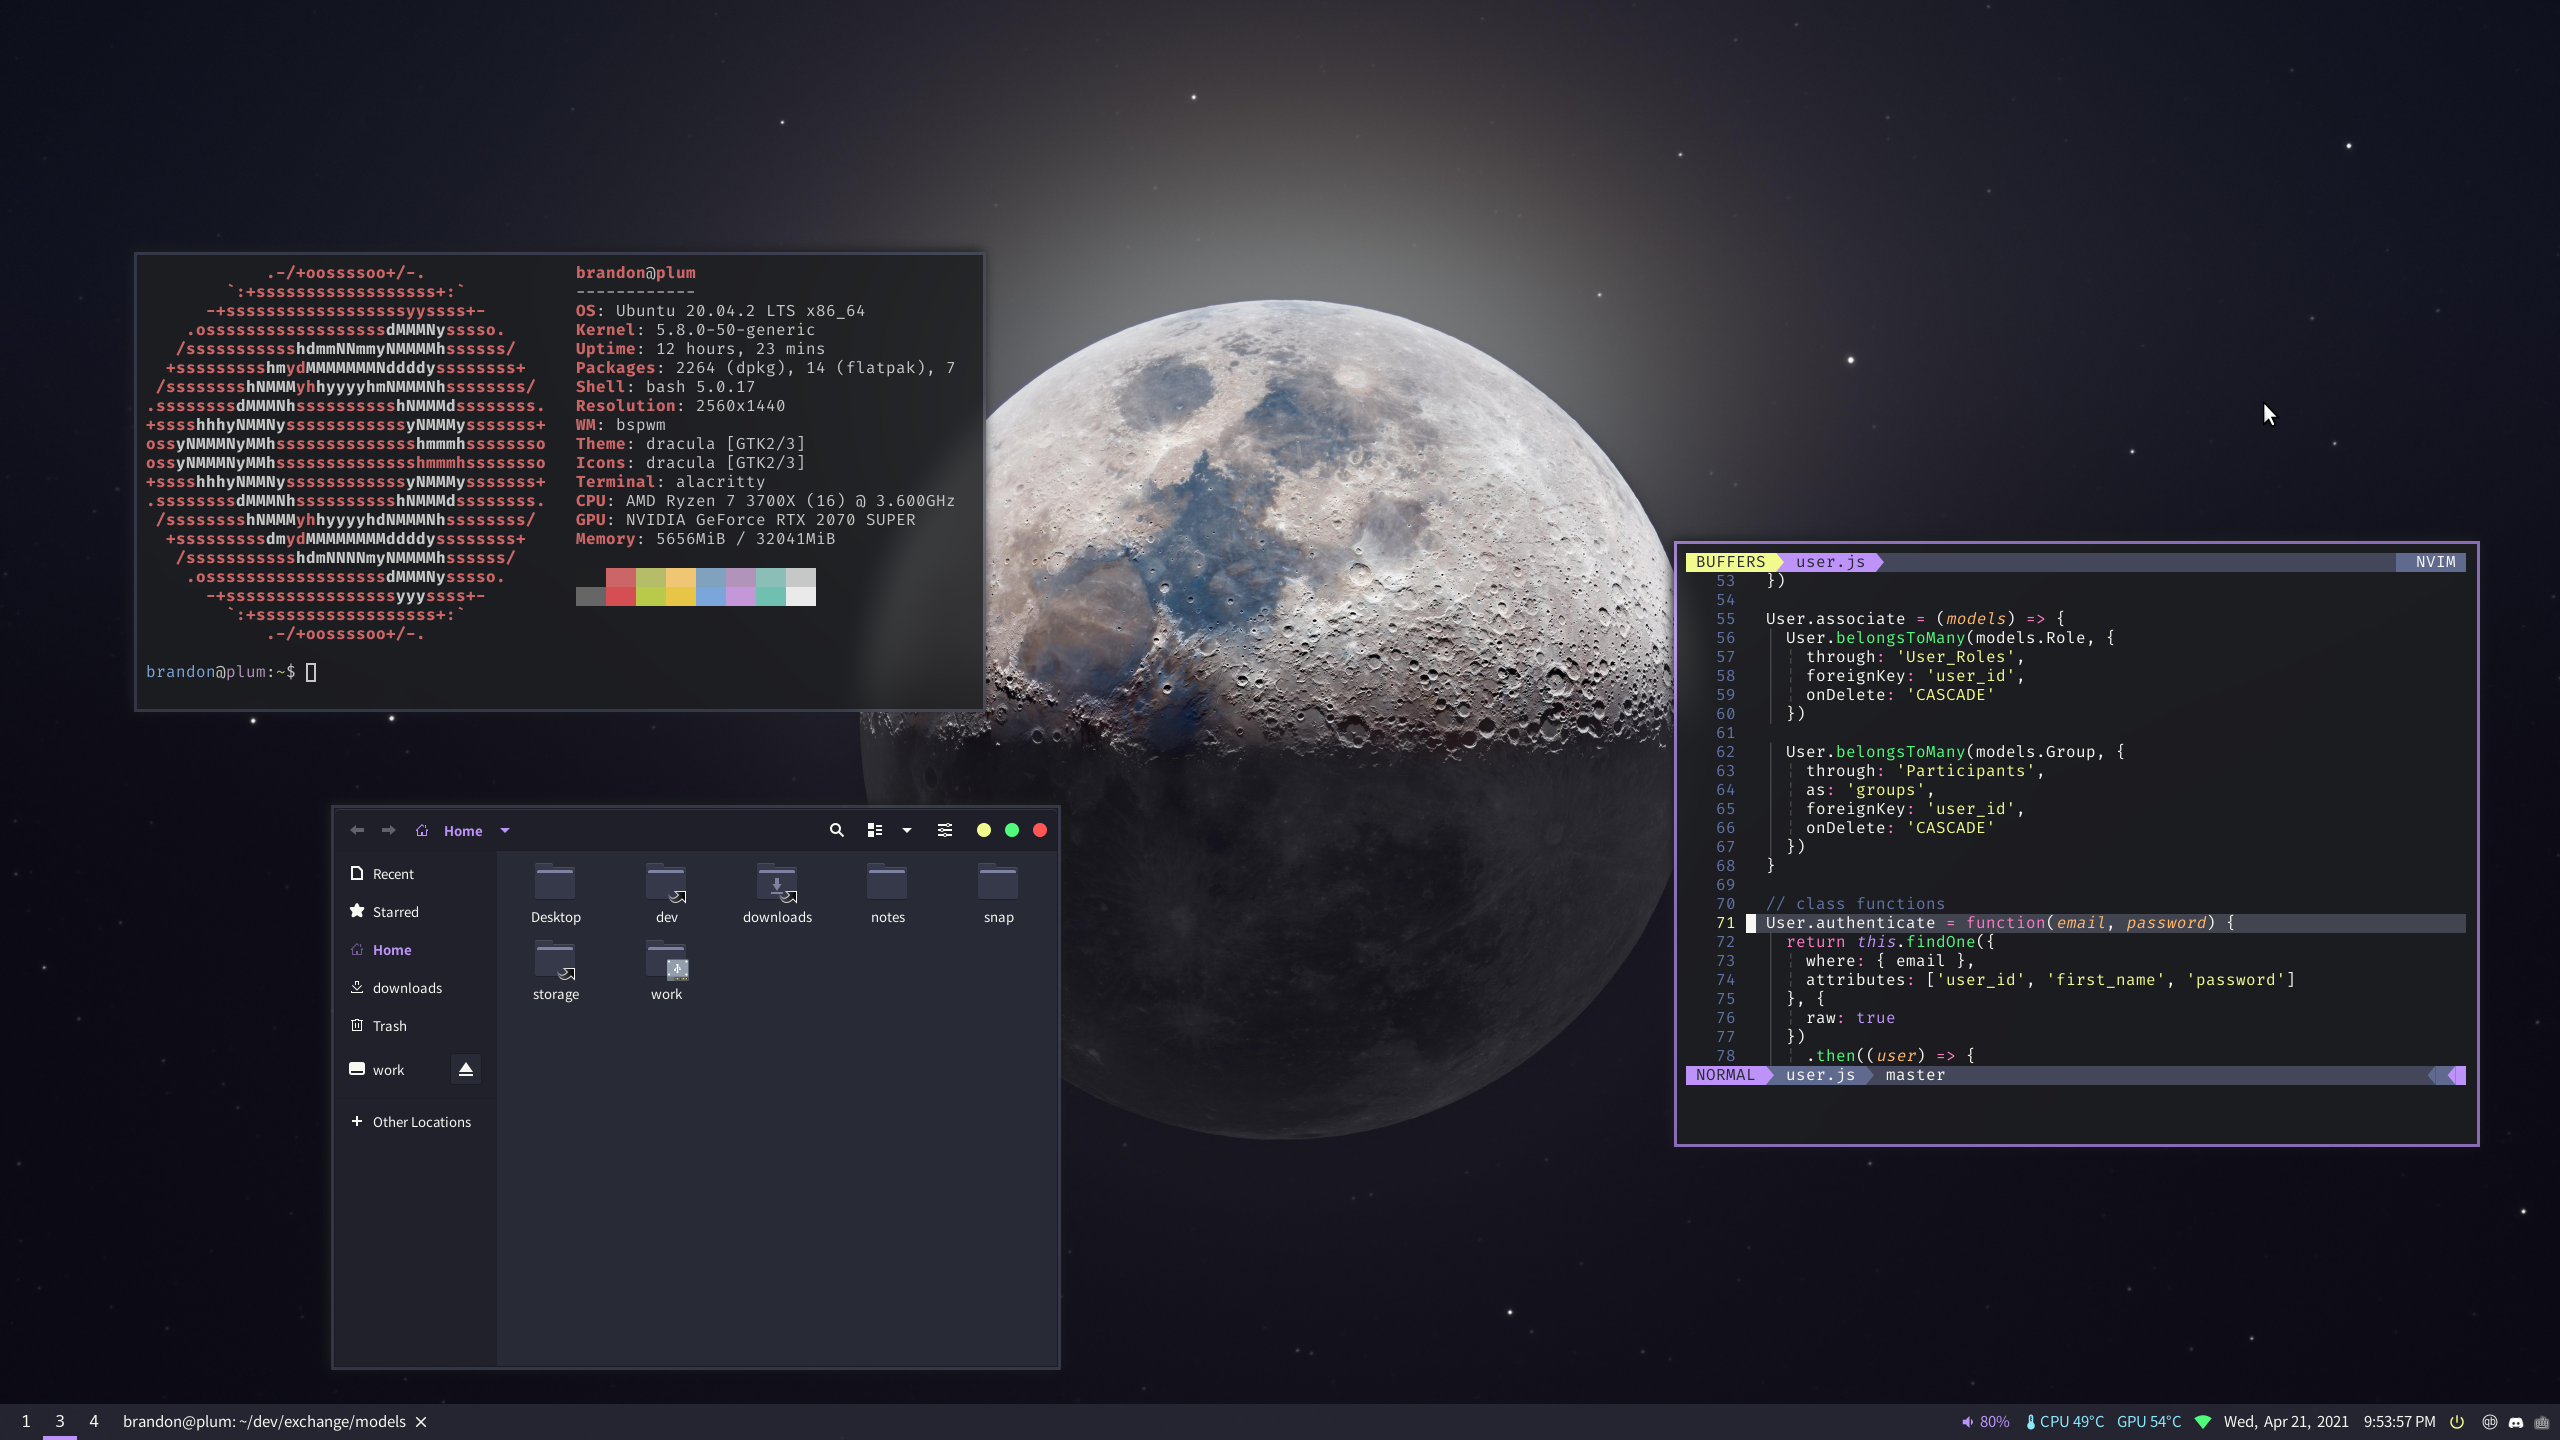 .-/+oossssoo+/-.
        `:+ssssssssssssssssss+:`
      -+ssssssssssssssssssyyssss+-
    .ossssssssssssssssssdMMMNysssso.
   /ssssssssssshdmmNNmmyNMMMMhssssss/
  +ssssssssshmydMMMMMMMNddddyssssssss+
 /sssssssshNMMMyhhyyyyhmNMMMNhssssssss/
.ssssssssdMMMNhsssssssssshNMMMdssssssss.
+sssshhhyNMMNyssssssssssssyNMMMysssssss+
ossyNMMMNyMMhsssssssssssssshmmmhssssssso
ossyNMMMNyMMhsssssssssssssshmmmhssssssso
+sssshhhyNMMNyssssssssssssyNMMMysssssss+
.ssssssssdMMMNhsssssssssshNMMMdssssssss.
 /sssssssshNMMMyhhyyyyhdNMMMNhssssssss/
  +sssssssssdmydMMMMMMMMddddyssssssss+
   /ssssssssssshdmNNNNmyNMMMMhssssss/
    .ossssssssssssssssssdMMMNysssso.
      -+sssssssssssssssssyyyssss+-
        `:+ssssssssssssssssss+:`
            .-/+oossssoo+/-.
brandon@plum
------------
OS: Ubuntu 20.04.2 LTS x86_64
Kernel: 5.8.0-50-generic
Uptime: 12 hours, 23 mins
Packages: 2264 (dpkg), 14 (flatpak), 7
Shell: bash 5.0.17
Resolution: 2560x1440
WM: bspwm
Theme: dracula [GTK2/3]
Icons: dracula [GTK2/3]
Terminal: alacritty
CPU: AMD Ryzen 7 3700X (16) @ 3.600GHz
GPU: NVIDIA GeForce RTX 2070 SUPER
Memory: 5656MiB / 32041MiB
brandon@plum:~$
Home
Recent
Starred
Home
downloads
Trash
work
Other Locations
Desktop dev downloads notes snap
storage work
BUFFERS user.js NVIM
53 })
54
55 User.associate = (models) => {
56   User.belongsToMany(models.Role, {
57     through: 'User_Roles',
58     foreignKey: 'user_id',
59     onDelete: 'CASCADE'
60   })
61
62   User.belongsToMany(models.Group, {
63     through: 'Participants',
64     as: 'groups',
65     foreignKey: 'user_id',
66     onDelete: 'CASCADE'
67   })
68 }
69
70 // class functions
71 User.authenticate = function(email, password) {
72   return this.findOne({
73     where: { email },
74     attributes: ['user_id', 'first_name', 'password']
75   }, {
76     raw: true
77   })
78     .then((user) => {
NORMAL user.js master
1 3 4 brandon@plum: ~/dev/exchange/models ✕ 80% CPU 49°C GPU 54°C Wed, Apr 21, 2021 9:53:57 PM qb